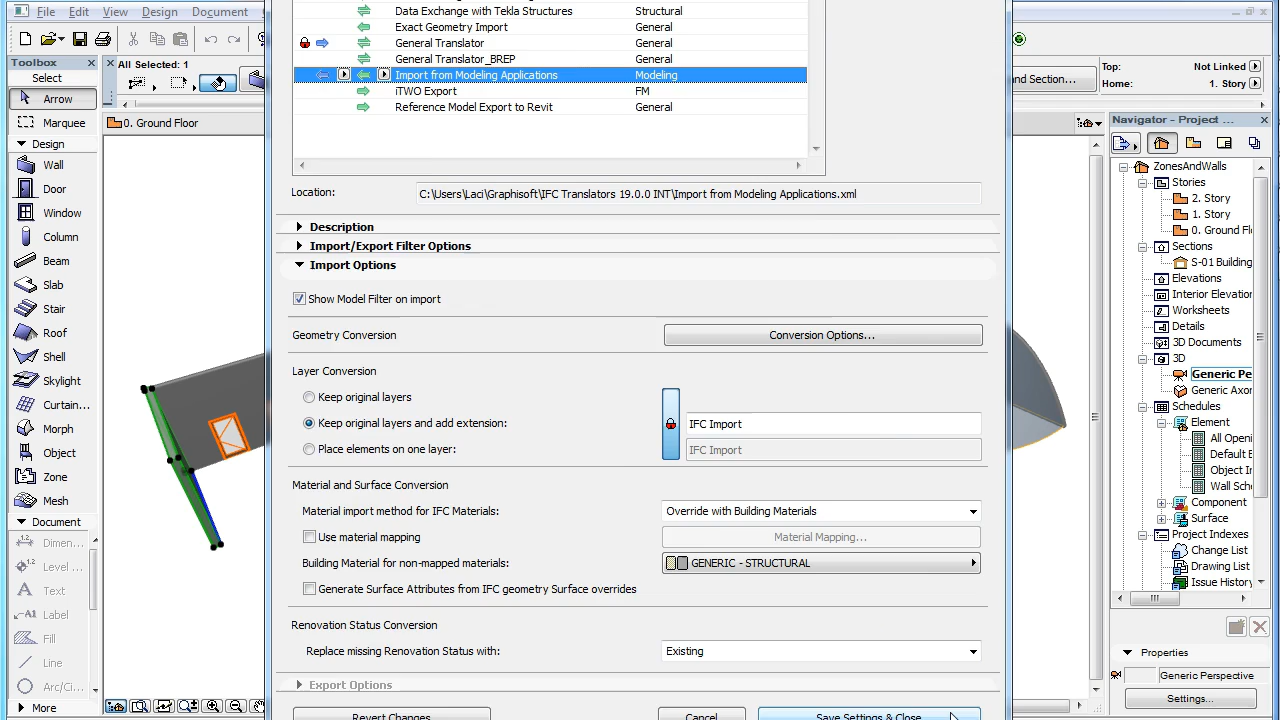 File Edit View Design Document
Data Exchange with Tekla Structures Structural
Exact Geometry Import General
General Translator General
General Translator_BREP General
Import from Modeling Applications Modeling
iTWO Export FM
Reference Model Export to Revit General
Location: C:\Users\Laci\Graphisoft\IFC Translators 19.0.0 INT\Import from Modeling Applications.xml
Description
Import/Export Filter Options
Import Options
Show Model Filter on import
Geometry Conversion Conversion Options...
Layer Conversion
Keep original layers
Keep original layers and add extension: IFC Import
Place elements on one layer: IFC Import
Material and Surface Conversion
Material import method for IFC Materials: Override with Building Materials
Use material mapping Material Mapping...
Building Material for non-mapped materials: GENERIC - STRUCTURAL
Generate Surface Attributes from IFC geometry Surface overrides
Renovation Status Conversion
Replace missing Renovation Status with: Existing
Export Options
Revert Changes Cancel Save Settings & Close
Toolbox
Select
Arrow
Marquee
Design
Wall
Door
Window
Column
Beam
Slab
Stair
Roof
Shell
Skylight
Curtain...
Morph
Object
Zone
Mesh
Document
Dimen...
Level ...
Text
Label
Fill
Line
Arc/Ci...
More
All Selected: 1
0. Ground Floor
and Section...
Top: Not Linked
Home: 1. Story
Navigator - Project ...
ZonesAndWalls
Stories
2. Story
1. Story
0. Ground Fl
Sections
S-01 Building
Elevations
Interior Elevation
Worksheets
Details
3D Documents
3D
Generic Pe
Generic Axon
Schedules
Element
All Openi
Default E
Object In
Wall Sche
Component
Surface
Project Indexes
Change List
Drawing List
Issue History
Properties
Generic Perspective
Settings...